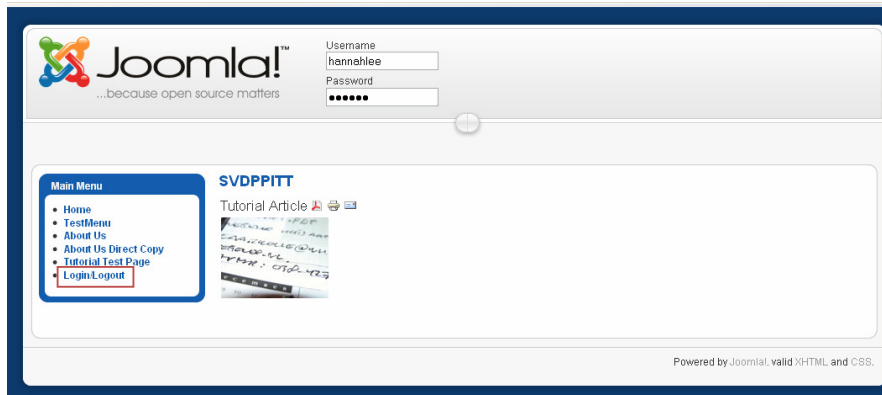 Joomla!™
...because open source matters
Username
hannahlee
Password
••••••
Main Menu
Home
TestMenu
About Us
About Us Direct Copy
Tutorial Test Page
Login/Logout
SVDPPITT
Tutorial Article
Powered by Joomla!. valid XHTML and CSS.